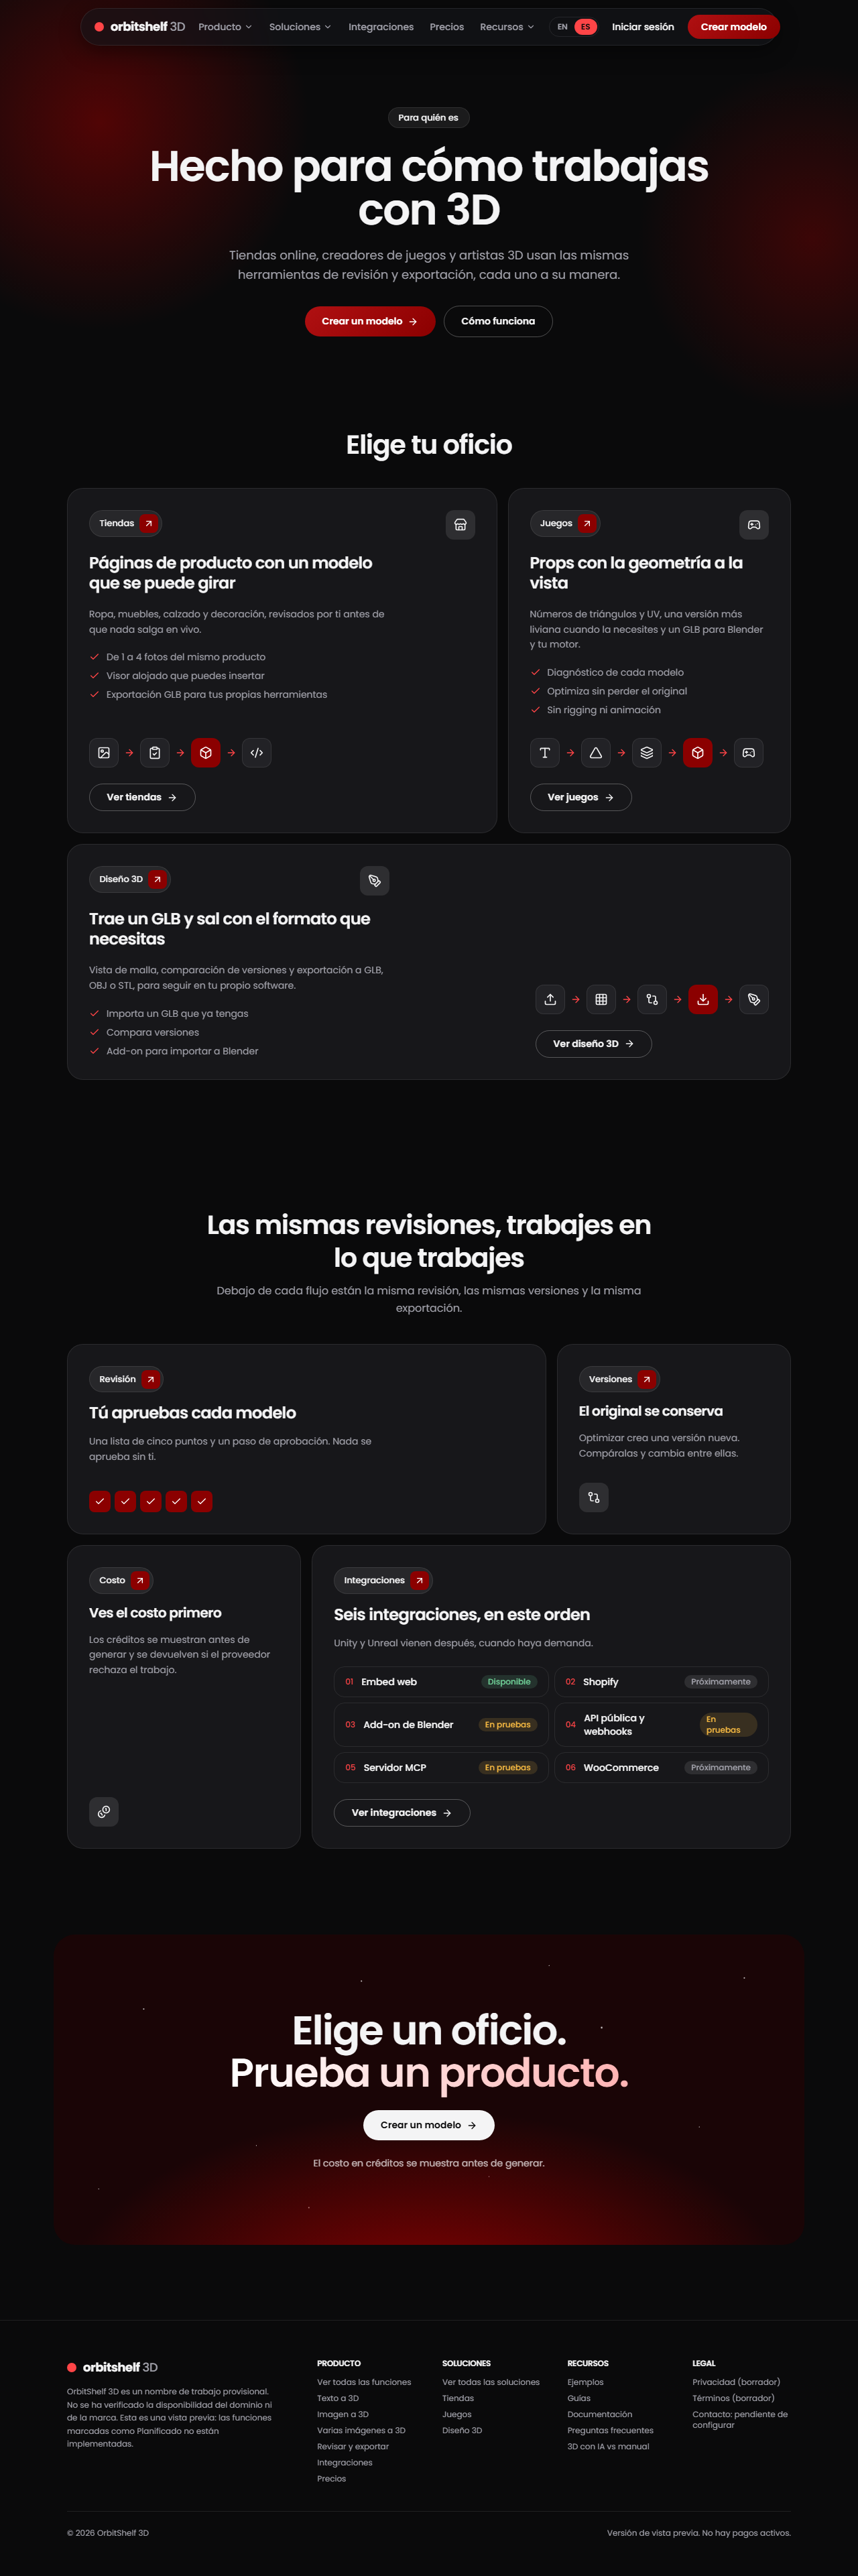 orbitshelf 3D
Producto
Soluciones
Integraciones
Precios
Recursos
EN
ES
Iniciar sesión
Crear modelo
Para quién es
Hecho para cómo trabajas
con 3D
Tiendas online, creadores de juegos y artistas 3D usan las mismas
herramientas de revisión y exportación, cada uno a su manera.
Crear un modelo
Cómo funciona
Elige tu oficio
Tiendas
Páginas de producto con un modelo
que se puede girar
Ropa, muebles, calzado y decoración, revisados por ti antes de
que nada salga en vivo.
De 1 a 4 fotos del mismo producto
Visor alojado que puedes insertar
Exportación GLB para tus propias herramientas
Ver tiendas
Juegos
Props con la geometría a la
vista
Números de triángulos y UV, una versión más
liviana cuando la necesites y un GLB para Blender
y tu motor.
Diagnóstico de cada modelo
Optimiza sin perder el original
Sin rigging ni animación
Ver juegos
Diseño 3D
Trae un GLB y sal con el formato que
necesitas
Vista de malla, comparación de versiones y exportación a GLB,
OBJ o STL, para seguir en tu propio software.
Importa un GLB que ya tengas
Compara versiones
Add-on para importar a Blender
Ver diseño 3D
Las mismas revisiones, trabajes en
lo que trabajes
Debajo de cada flujo están la misma revisión, las mismas versiones y la misma
exportación.
Revisión
Tú apruebas cada modelo
Una lista de cinco puntos y un paso de aprobación. Nada se
aprueba sin ti.
Versiones
El original se conserva
Optimizar crea una versión nueva.
Compáralas y cambia entre ellas.
Costo
Ves el costo primero
Los créditos se muestran antes de
generar y se devuelven si el proveedor
rechaza el trabajo.
Integraciones
Seis integraciones, en este orden
Unity y Unreal vienen después, cuando haya demanda.
01 Embed web Disponible
02 Shopify Próximamente
03 Add-on de Blender En pruebas
04 API pública y
webhooks
En
pruebas
05 Servidor MCP En pruebas
06 WooCommerce Próximamente
Ver integraciones
Elige un oficio.
Prueba un producto.
Crear un modelo
El costo en créditos se muestra antes de generar.
orbitshelf 3D
OrbitShelf 3D es un nombre de trabajo provisional.
No se ha verificado la disponibilidad del dominio ni
de la marca. Esta es una vista previa: las funciones
marcadas como Planificado no están
implementadas.
PRODUCTO
Ver todas las funciones
Texto a 3D
Imagen a 3D
Varias imágenes a 3D
Revisar y exportar
Integraciones
Precios
SOLUCIONES
Ver todas las soluciones
Tiendas
Juegos
Diseño 3D
RECURSOS
Ejemplos
Guías
Documentación
Preguntas frecuentes
3D con IA vs manual
LEGAL
Privacidad (borrador)
Términos (borrador)
Contacto: pendiente de
configurar
© 2026 OrbitShelf 3D
Versión de vista previa. No hay pagos activos.